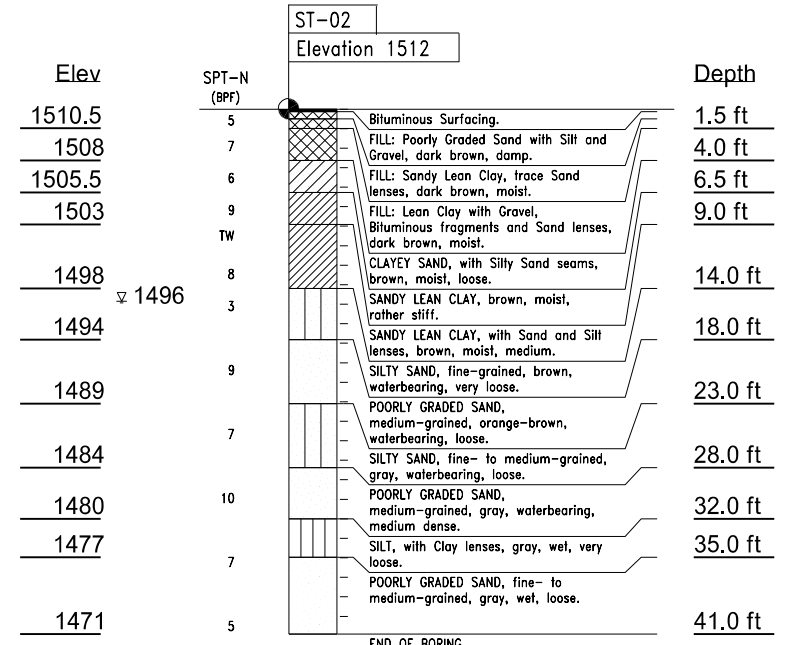 ST-02
Elevation 1512
Elev
SPT-N
(BPF)
Depth
1510.5
5
Bituminous Surfacing.
1.5 ft
1508
7
FILL: Poorly Graded Sand with Silt and
Gravel, dark brown, damp.
4.0 ft
1505.5
6
FILL: Sandy Lean Clay, trace Sand
lenses, dark brown, moist.
6.5 ft
1503
9
FILL: Lean Clay with Gravel,
Bituminous fragments and Sand lenses,
dark brown, moist.
9.0 ft
TW
CLAYEY SAND, with Silty Sand seams,
brown, moist, loose.
1498
8
14.0 ft
1496
3
SANDY LEAN CLAY, brown, moist,
rather stiff.
1494
18.0 ft
SANDY LEAN CLAY, with Sand and Silt
lenses, brown, moist, medium.
9
SILTY SAND, fine-grained, brown,
waterbearing, very loose.
1489
23.0 ft
POORLY GRADED SAND,
medium-grained, orange-brown,
waterbearing, loose.
7
1484
SILTY SAND, fine- to medium-grained,
gray, waterbearing, loose.
28.0 ft
10
1480
POORLY GRADED SAND,
medium-grained, gray, waterbearing,
medium dense.
32.0 ft
1477
SILT, with Clay lenses, gray, wet, very
loose.
35.0 ft
7
POORLY GRADED SAND, fine- to
medium-grained, gray, wet, loose.
1471
5
41.0 ft
END OF BORING